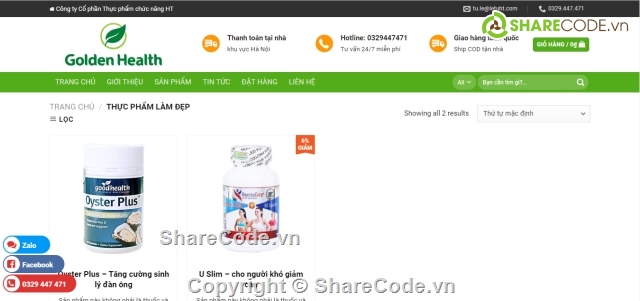 Công ty Cổ phần Thực phẩm chức năng HT
0329.447.471
SHARECODE.vn
Golden Health
Thanh toán tại nhà
khu vực Hà Nội
Hotline: 0329447471
Tư vấn 24/7 miễn phí
Giao hàng
quốc
Ship COD tận nhà
GIỎ HÀNG / 0₫
TRANG CHỦ GIỚI THIỆU SẢN PHẨM TIN TỨC ĐẶT HÀNG LIÊN HỆ
All
Bạn cần tìm gì?...
TRANG CHỦ / THỰC PHẨM LÀM ĐẸP
LỌC
Showing all 2 results
Thứ tự mặc định
6%
GIẢM
goodhealth
Oyster Plus
ShareCode.vn
Zalo
Facebook
0329 447 471
Oyster Plus – Tăng cường sinh
lý đàn ông
U Slim – cho người khó giảm
Copyright © ShareCode.vn
Sản phẩm này không phải là thuốc và
Sản phẩm này không phải là thuốc và